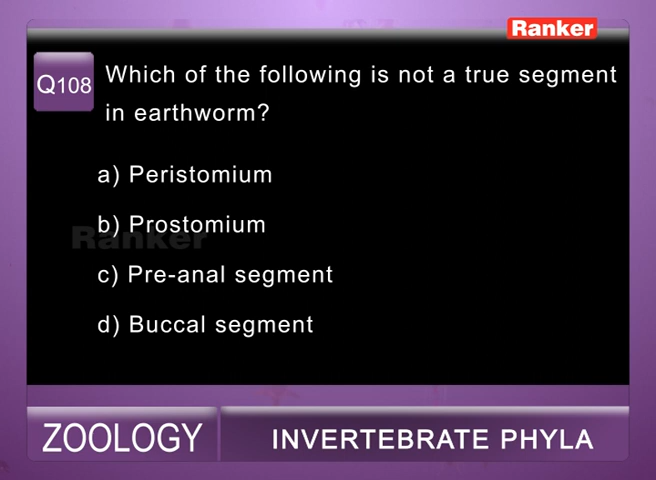 Ranker
Q108
Which of the following is not a true segment
in earthworm?
a) Peristomium
b) Prostomium
Ranker
c) Pre-anal segment
d) Buccal segment
ZOOLOGY
INVERTEBRATE PHYLA